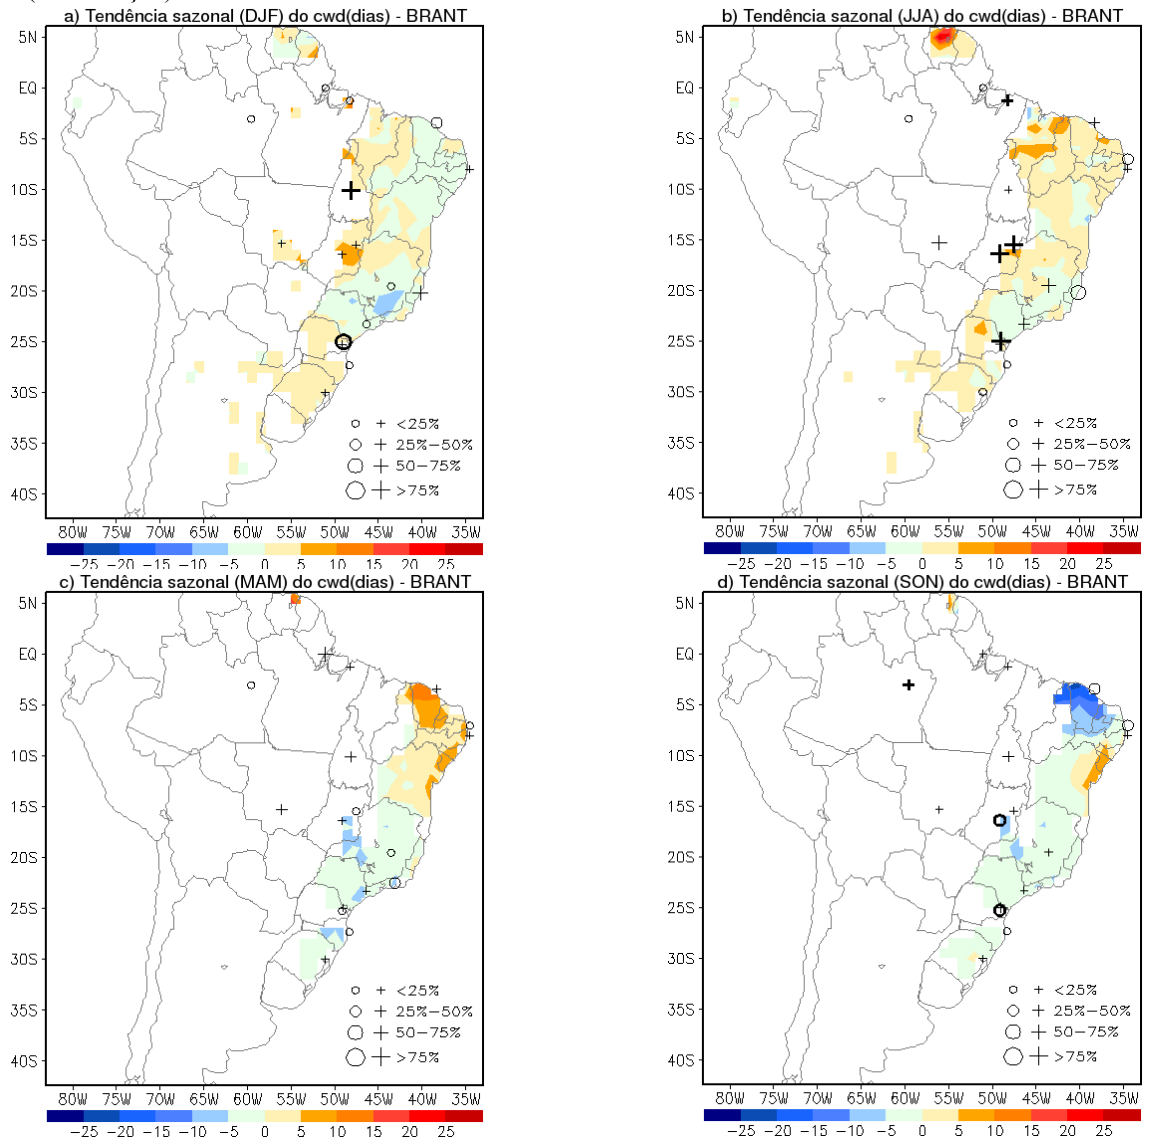 a) Tendência sazonal (DJF) do cwd(dias) - BRANT
5N
EQ
5S
10S
15S
20S
25S
30S
35S
40S
<25%
25%-50%
50-75%
>75%
80W 75W 70W 65W 60W 55W 50W 45W 40W 35W
-25 -20 -15 -10 -5 0 5 10 15 20 25
b) Tendência sazonal (JJA) do cwd(dias) - BRANT
5N
EQ
5S
10S
15S
20S
25S
30S
35S
40S
<25%
25%-50%
50-75%
>75%
80W 75W 70W 65W 60W 55W 50W 45W 40W 35W
-25 -20 -15 -10 -5 0 5 10 15 20 25
c) Tendência sazonal (MAM) do cwd(dias) - BRANT
5N
EQ
5S
10S
15S
20S
25S
30S
35S
40S
<25%
25%-50%
50-75%
>75%
80W 75W 70W 65W 60W 55W 50W 45W 40W 35W
-25 -20 -15 -10 -5 0 5 10 15 20 25
d) Tendência sazonal (SON) do cwd(dias) - BRANT
5N
EQ
5S
10S
15S
20S
25S
30S
35S
40S
<25%
25%-50%
50-75%
>75%
80W 75W 70W 65W 60W 55W 50W 45W 40W 35W
-25 -20 -15 -10 -5 0 5 10 15 20 25